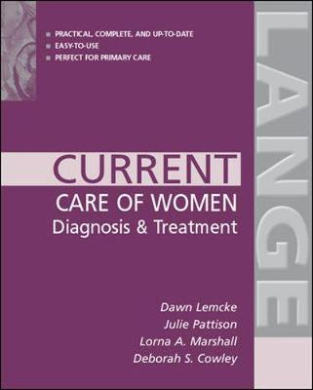 PRACTICAL, COMPLETE, AND UP-TO-DATE
EASY-TO-USE
PERFECT FOR PRIMARY CARE
LANGE
CURRENT
CARE OF WOMEN
Diagnosis & Treatment
Dawn Lemcke
Julie Pattison
Lorna A. Marshall
Deborah S. Cowley